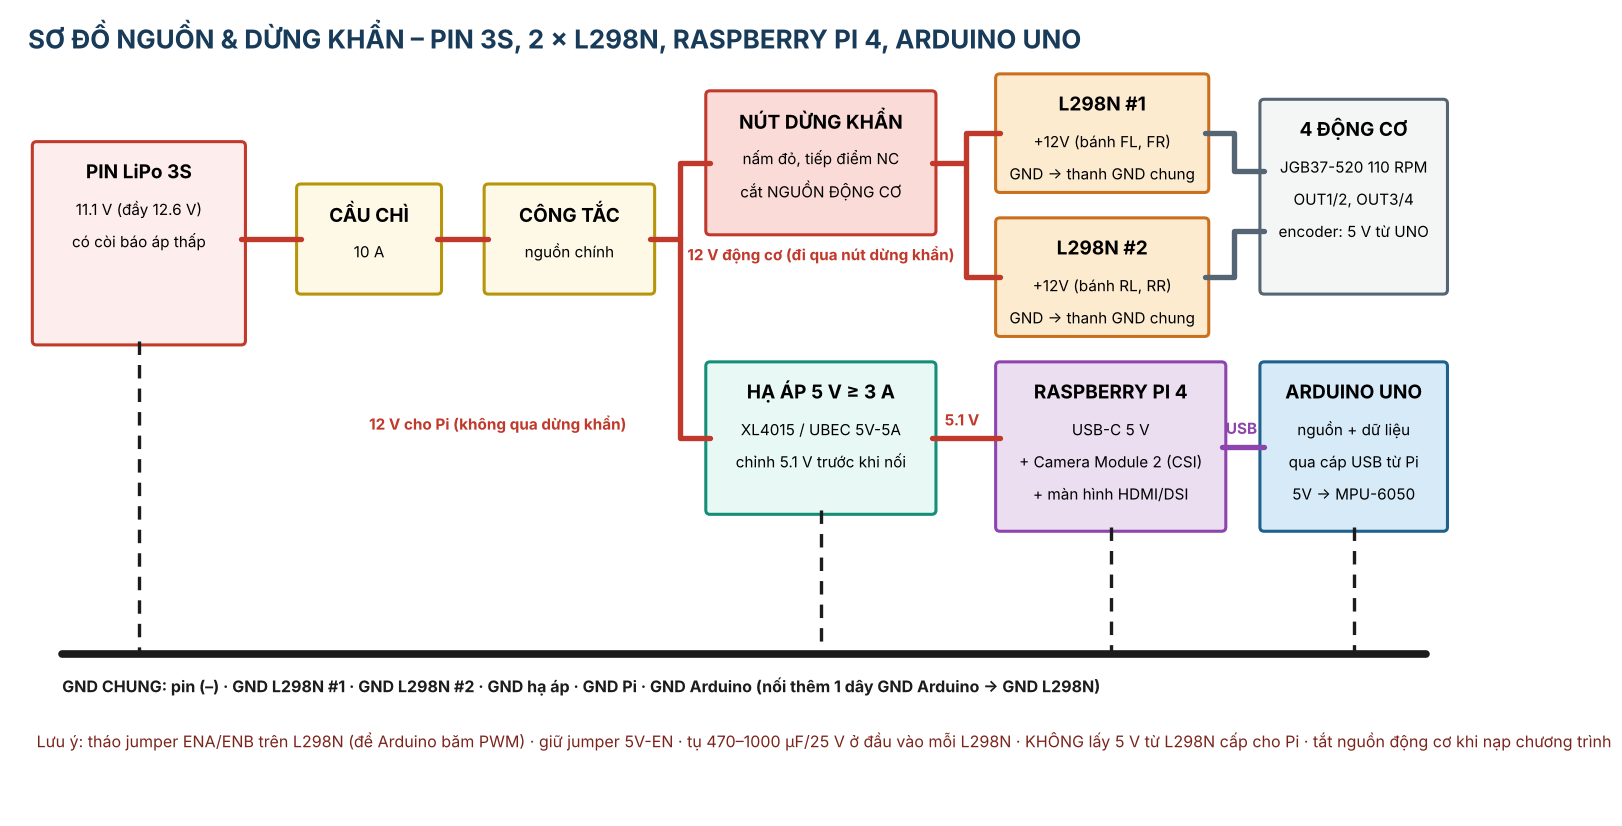 SƠ ĐỒ NGUỒN & DỪNG KHẨN – PIN 3S, 2 × L298N, RASPBERRY PI 4, ARDUINO UNO
PIN LiPo 3S
11.1 V (đầy 12.6 V)
có còi báo áp thấp
CẦU CHÌ
10 A
CÔNG TẮC
nguồn chính
NÚT DỪNG KHẨN
nấm đỏ, tiếp điểm NC
cắt NGUỒN ĐỘNG CƠ
12 V động cơ (đi qua nút dừng khẩn)
L298N #1
+12V (bánh FL, FR)
GND → thanh GND chung
L298N #2
+12V (bánh RL, RR)
GND → thanh GND chung
4 ĐỘNG CƠ
JGB37-520 110 RPM
OUT1/2, OUT3/4
encoder: 5 V từ UNO
12 V cho Pi (không qua dừng khẩn)
HẠ ÁP 5 V ≥ 3 A
XL4015 / UBEC 5V-5A
chỉnh 5.1 V trước khi nối
5.1 V
RASPBERRY PI 4
USB-C 5 V
+ Camera Module 2 (CSI)
+ màn hình HDMI/DSI
USB
ARDUINO UNO
nguồn + dữ liệu
qua cáp USB từ Pi
5V → MPU-6050
GND CHUNG: pin (–) · GND L298N #1 · GND L298N #2 · GND hạ áp · GND Pi · GND Arduino (nối thêm 1 dây GND Arduino → GND L298N)
Lưu ý: tháo jumper ENA/ENB trên L298N (để Arduino băm PWM) · giữ jumper 5V-EN · tụ 470–1000 µF/25 V ở đầu vào mỗi L298N · KHÔNG lấy 5 V từ L298N cấp cho Pi · tắt nguồn động cơ khi nạp chương trình